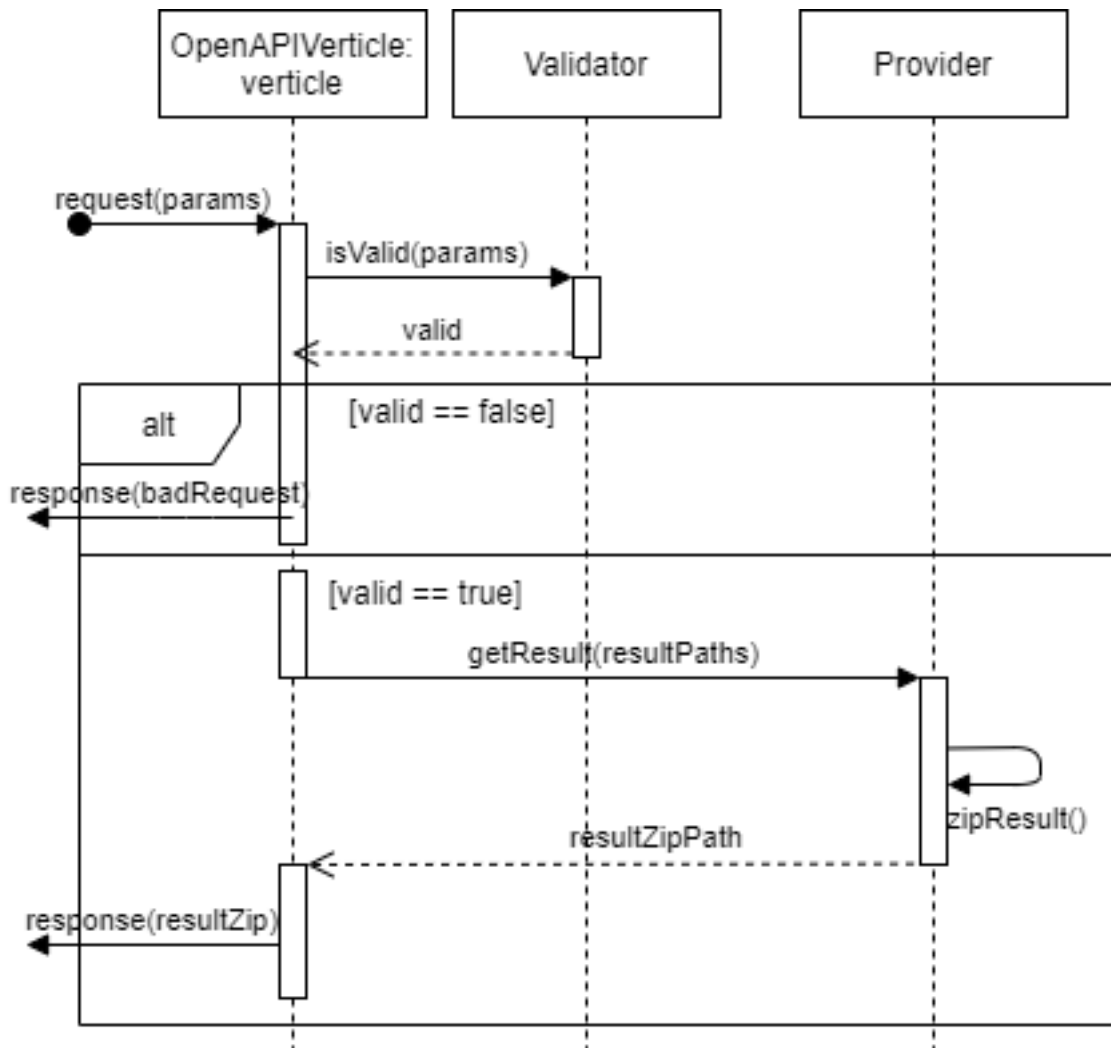 OpenAPIVerticle:
verticle
Validator
Provider
request(params)
isValid(params)
valid
alt
[valid == false]
response(badRequest)
[valid == true]
getResult(resultPaths)
zipResult()
resultZipPath
response(resultZip)